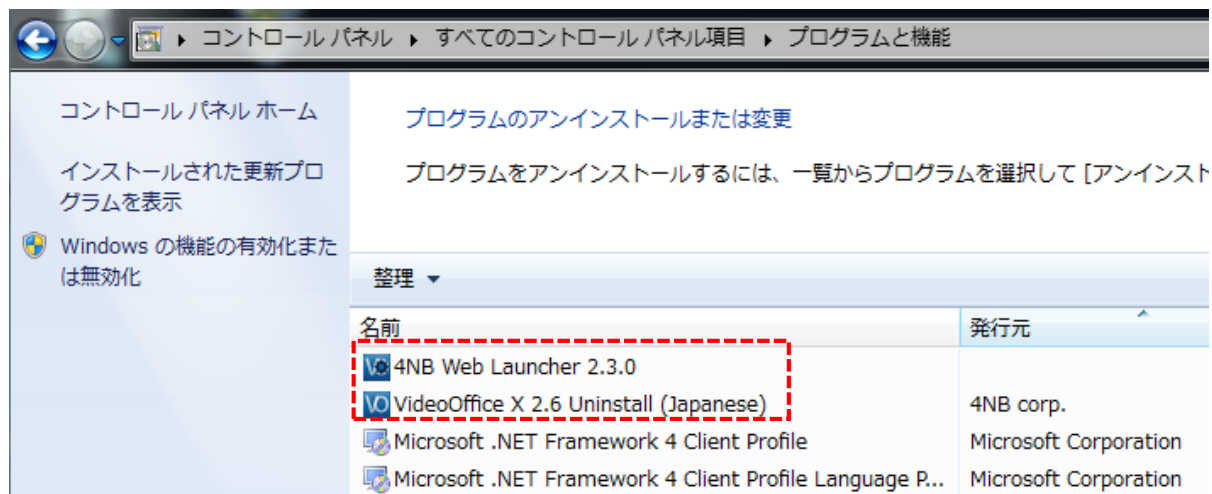 コントロール パネル ▸ すべてのコントロール パネル項目 ▸ プログラムと機能
コントロール パネル ホーム
インストールされた更新プロ
グラムを表示
Windows の機能の有効化また
は無効化
プログラムのアンインストールまたは変更
プログラムをアンインストールするには、一覧からプログラムを選択して [アンインスト
整理
名前 発行元
4NB Web Launcher 2.3.0
VideoOffice X 2.6 Uninstall (Japanese) 4NB corp.
Microsoft .NET Framework 4 Client Profile Microsoft Corporation
Microsoft .NET Framework 4 Client Profile Language P... Microsoft Corporation